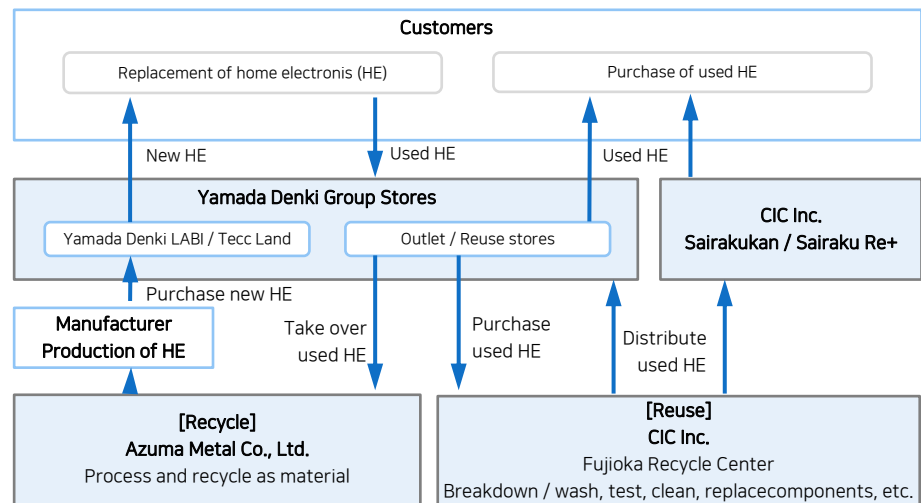 Customers
Replacement of home electronis (HE)
Purchase of used HE
New HE
Used HE
Used HE
Yamada Denki Group Stores
Yamada Denki LABI / Tecc Land
Outlet / Reuse stores
CIC Inc.
Sairakukan / Sairaku Re+
Purchase new HE
Manufacturer
Production of HE
Take over
used HE
Purchase
used HE
Distribute
used HE
[Recycle]
Azuma Metal Co., Ltd.
Process and recycle as material
[Reuse]
CIC Inc.
Fujioka Recycle Center
Breakdown / wash, test, clean, replacecomponents, etc.